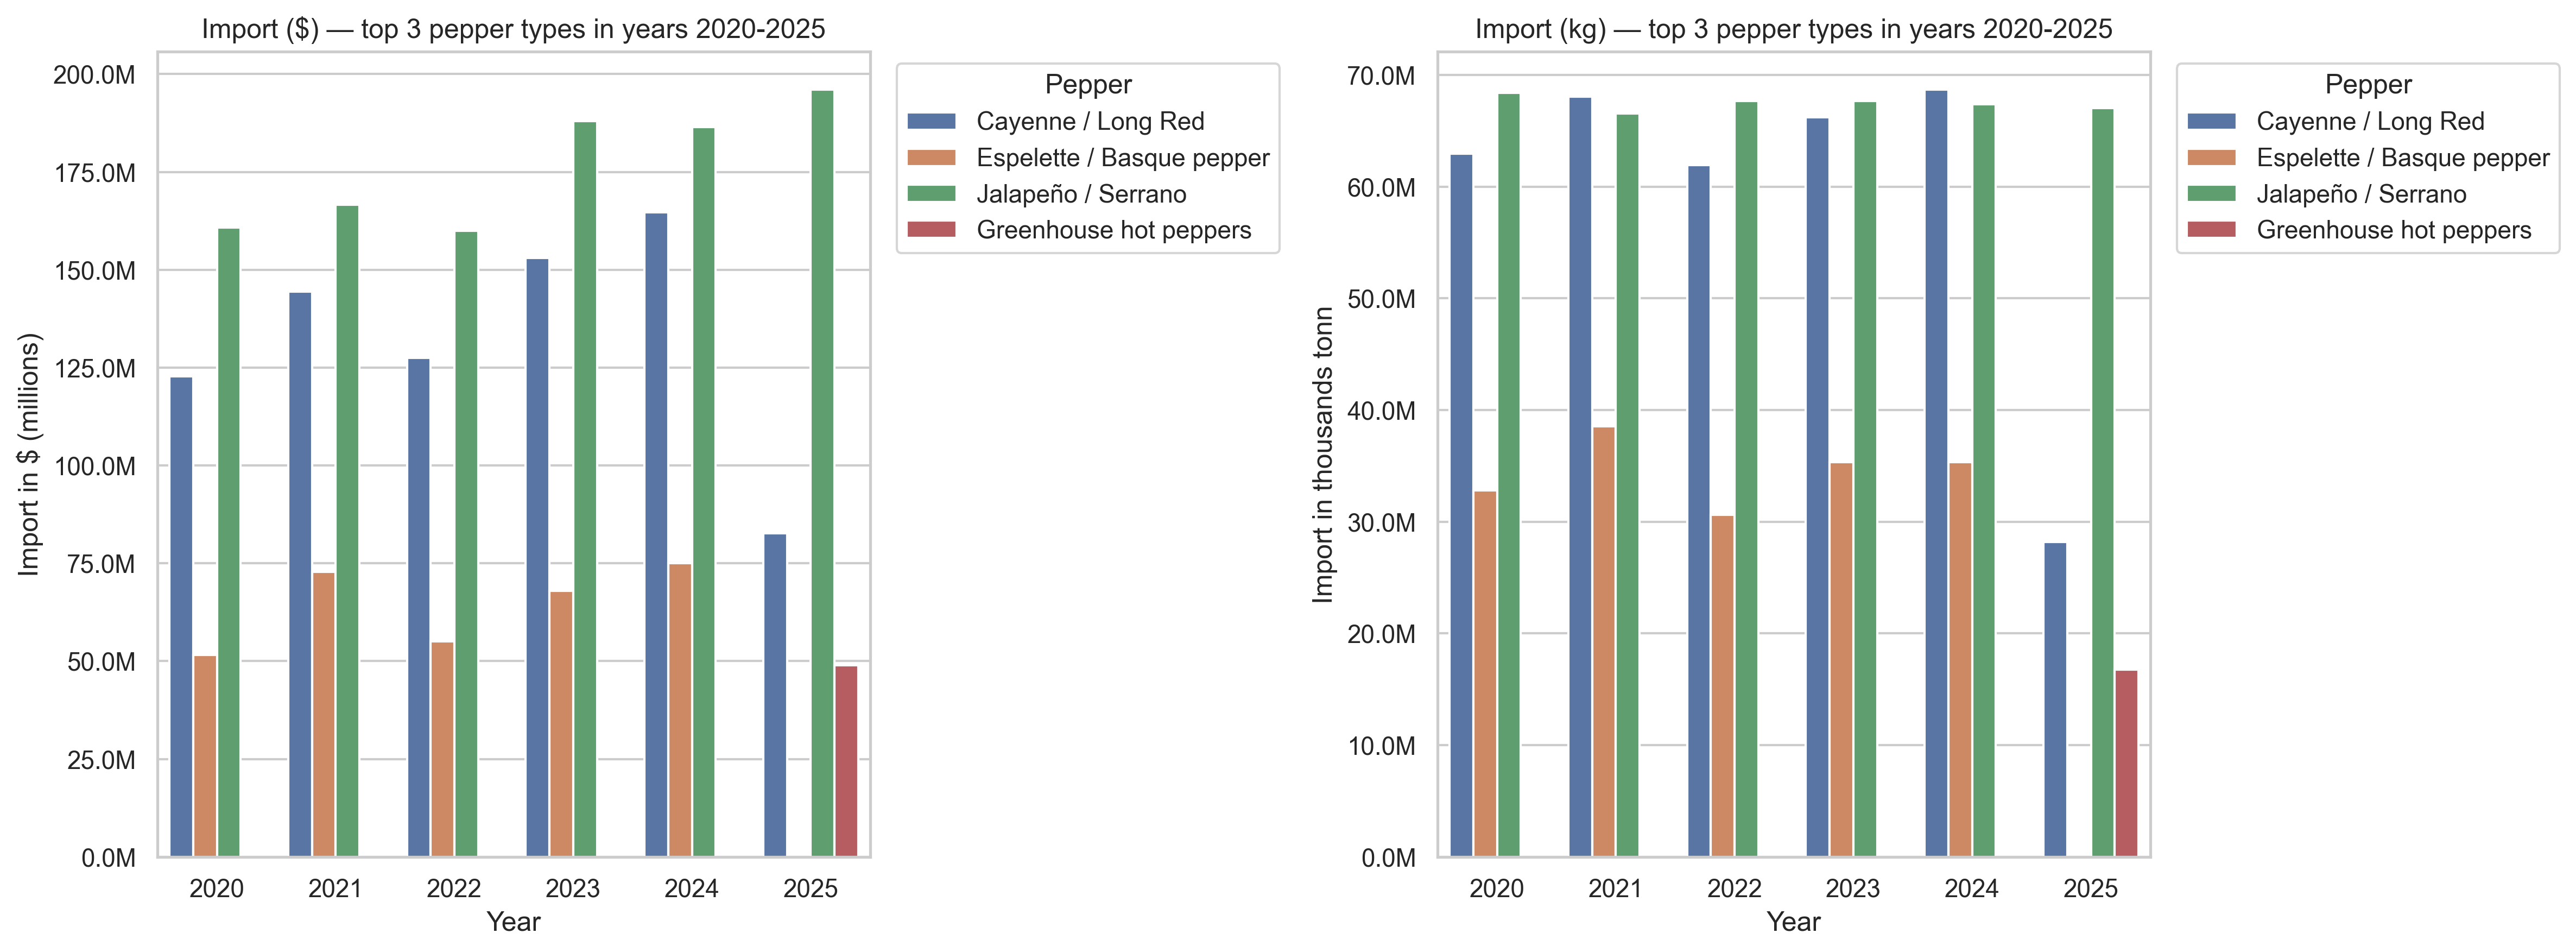 Import ($) — top 3 pepper types in years 2020-2025
200.0M
175.0M
150.0M
125.0M
100.0M
75.0M
50.0M
25.0M
0.0M
Import in $ (millions)
2020 2021 2022 2023 2024 2025
Year
Pepper
Cayenne / Long Red
Espelette / Basque pepper
Jalapeño / Serrano
Greenhouse hot peppers
Import (kg) — top 3 pepper types in years 2020-2025
70.0M
60.0M
50.0M
40.0M
30.0M
20.0M
10.0M
0.0M
Import in thousands tonn
2020 2021 2022 2023 2024 2025
Year
Pepper
Cayenne / Long Red
Espelette / Basque pepper
Jalapeño / Serrano
Greenhouse hot peppers